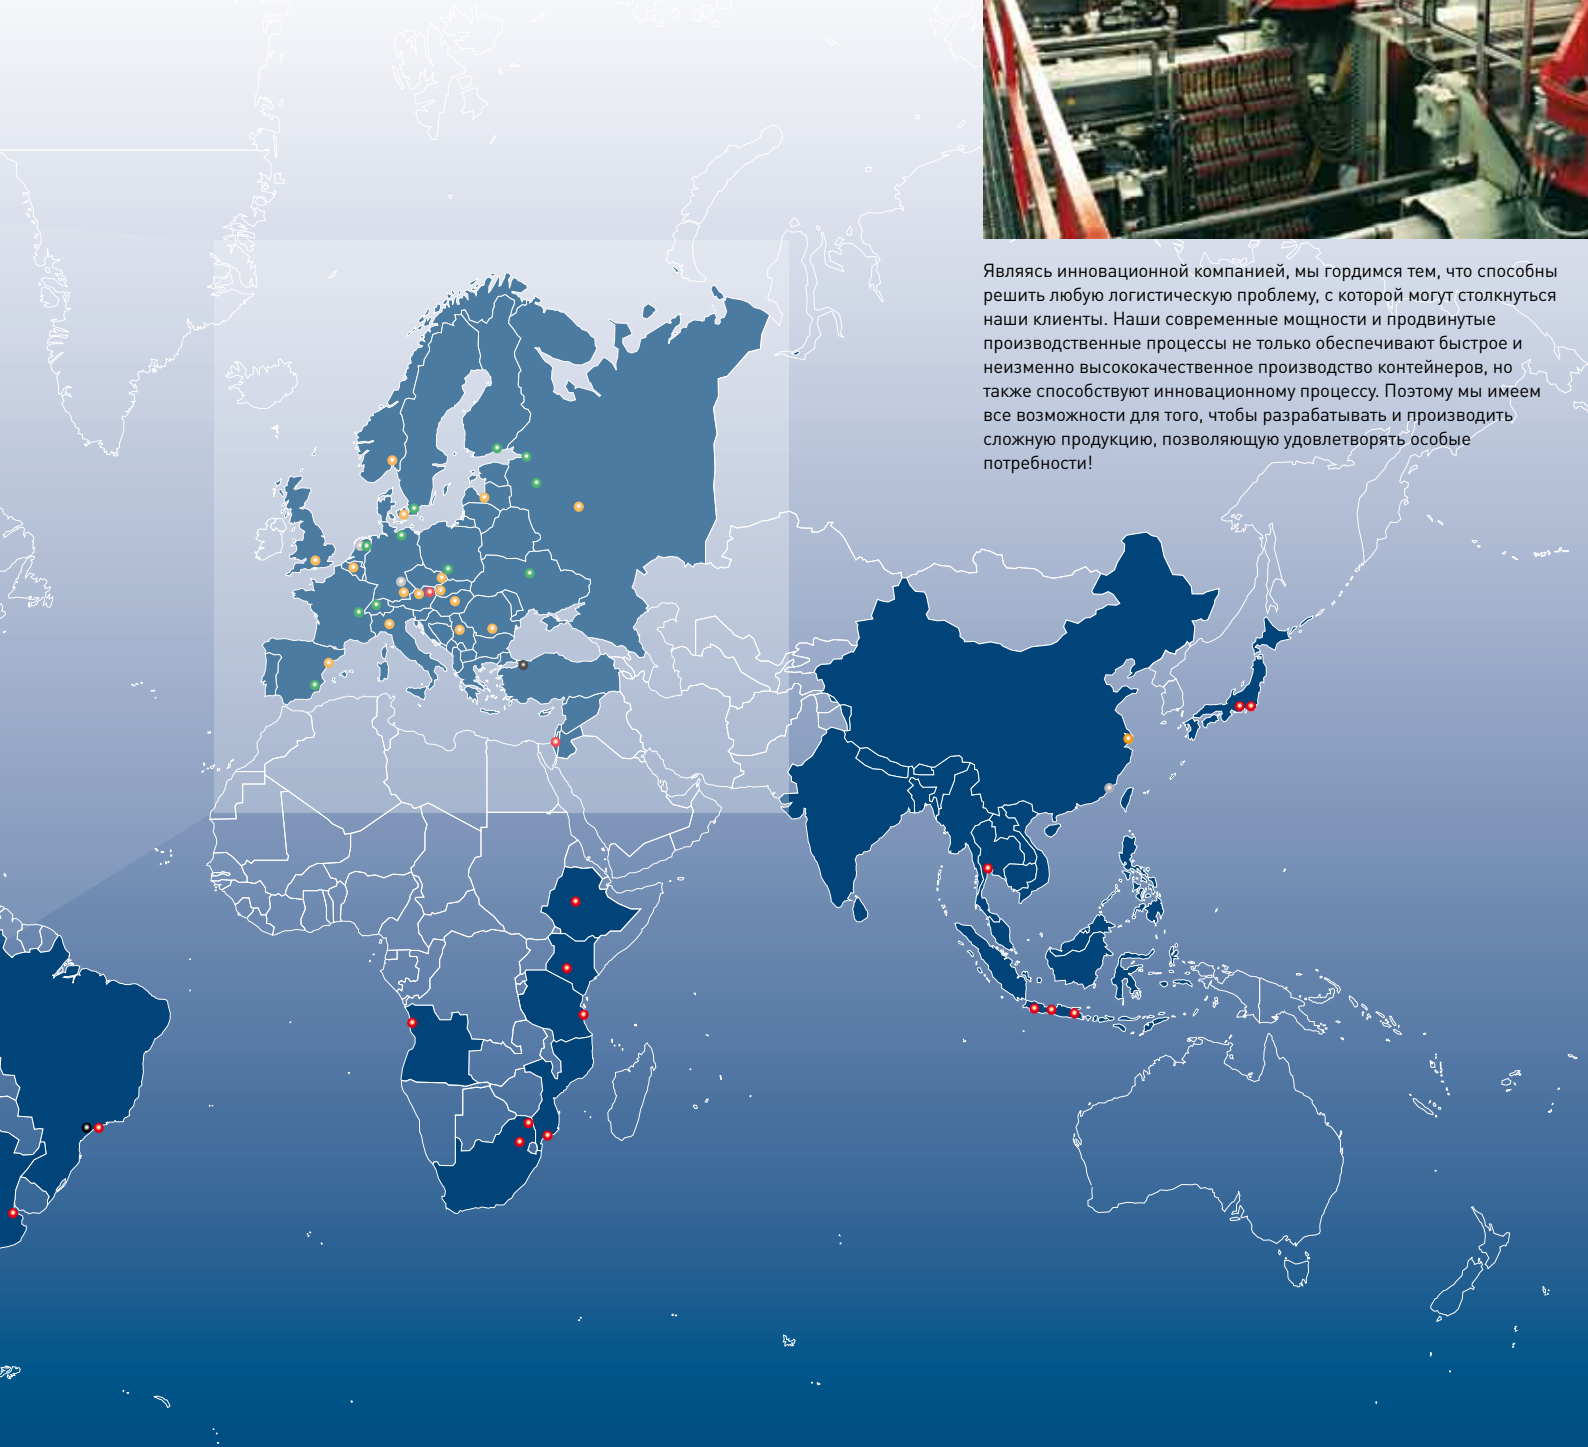 Являясь инновационной компанией, мы гордимся тем, что способны
решить любую логистическую проблему, с которой могут столкнуться
наши клиенты. Наши современные мощности и продвинутые
производственные процессы не только обеспечивают быстрое и
неизменно высококачественное производство контейнеров, но
также способствуют инновационному процессу. Поэтому мы имеем
все возможности для того, чтобы разрабатывать и производить
сложную продукцию, позволяющую удовлетворять особые
потребности!